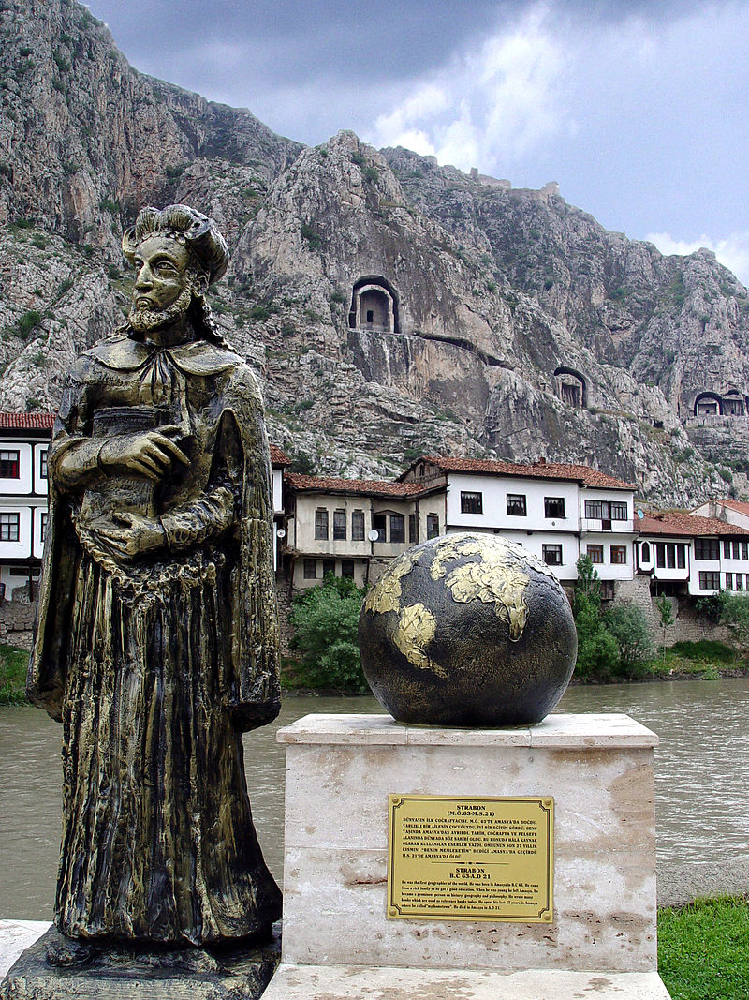 STRABON
(M.Ö.63-M.S.21)
DÜNYANIN İLK COĞRAFYACISI. M.Ö. 63'TE AMASYA'DA DOĞDU.
VARLIKLI BİR AİLENİN ÇOCUĞUYDU. İYİ BİR EĞİTİM GÖRDÜ. GENÇ
YAŞINDA AMASYA'DAN AYRILDI. TARİH, COĞRAFYA VE FELSEFE
ALANINDA DÜNYADA SÖZ SAHİBİ OLDU. BU KONUDA HÂLÂ KAYNAK
OLARAK KULLANILAN ESERLER YAZDI. ÖMRÜNÜN SON 27 YILLIK
KISMINI "BENİM MEMLEKETİM" DEDİĞİ AMASYA'DA GEÇİRDİ.
M.S. 21'DE AMASYA'DA ÖLDÜ.
STRABON
B.C 63-A.D 21
He was the first geographier of the world. He was born in Amasya in B.C 63. He came
from a rich family so he got a good education. When he was young he left Amasya. He
became a prominent person on history, geography and philosophy. He wrote many
books which are used as reference books today. He spent his last 27 years in Amasya
where he called"my hometown". He died in Amasya in A.D 21.